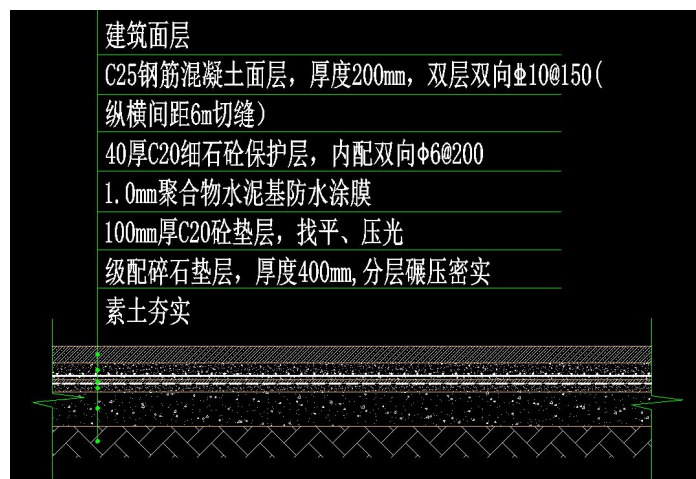 建筑面层
C25钢筋混凝土面层，厚度200mm，双层双向⌀10@150(
纵横间距6m切缝)
40厚C20细石砼保护层，内配双向Φ6@200
1.0mm聚合物水泥基防水涂膜
100mm厚C20砼垫层，找平、压光
级配碎石垫层，厚度400mm,分层碾压密实
素土夯实